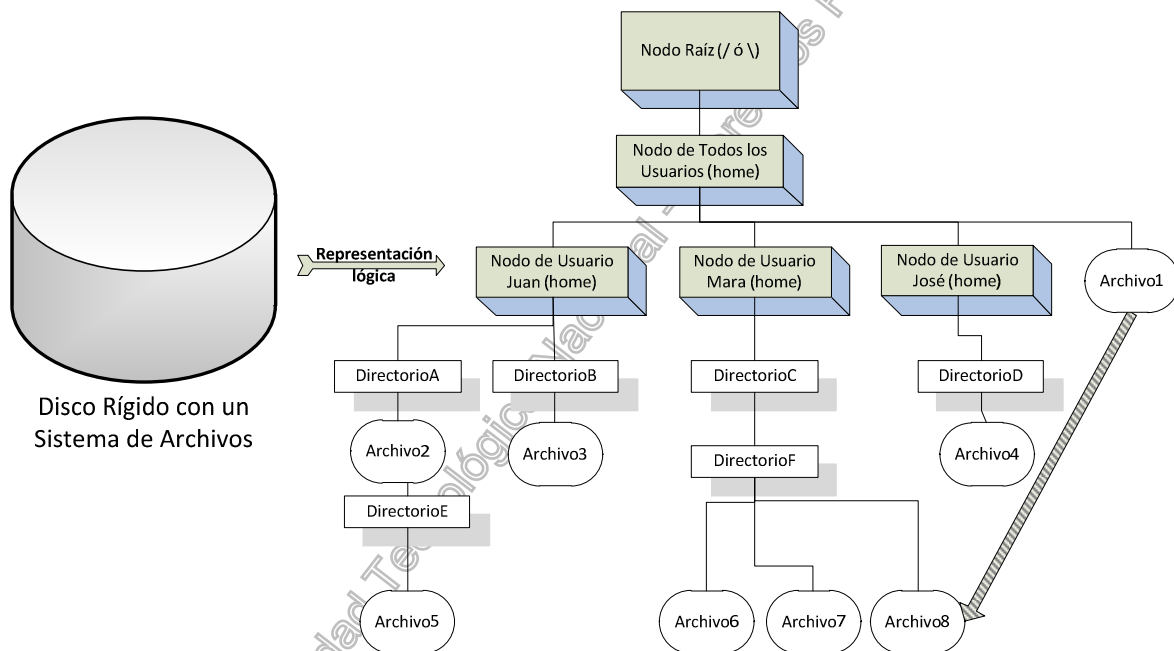 Nodo Raíz (/ ó \)
Nodo de Todos los
Usuarios (home)
Representación
lógica
Nodo de Usuario
Juan (home)
Nodo de Usuario
Mara (home)
Nodo de Usuario
José (home)
Archivo1
DirectorioA
DirectorioB
DirectorioC
DirectorioD
Disco Rígido con un
Sistema de Archivos
Archivo2
Archivo3
DirectorioF
Archivo4
DirectorioE
Archivo5
Archivo6
Archivo7
Archivo8